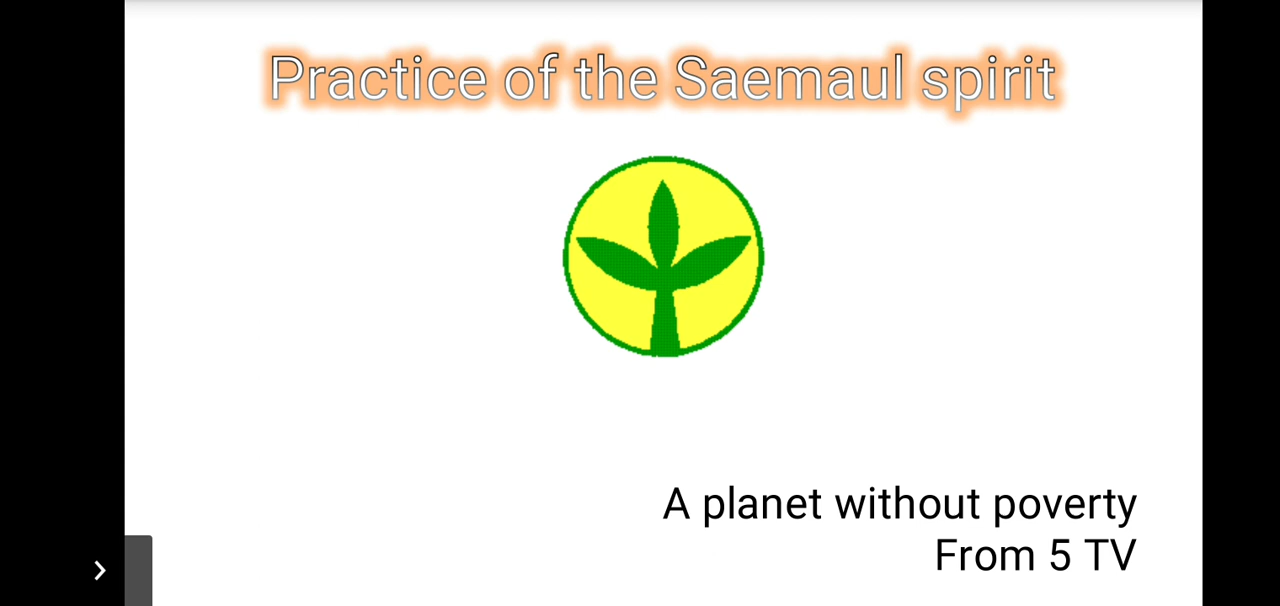 Practice of the Saemaul spirit
A planet without poverty
From 5 TV